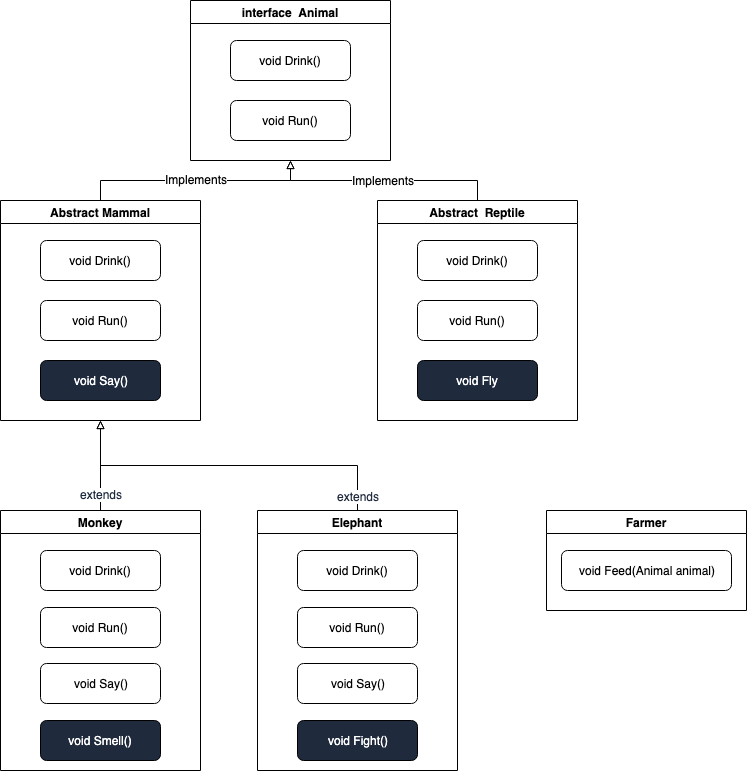 interface Animal
void Drink()
void Run()
Implements
Implements
Abstract Mammal
void Drink()
void Run()
void Say()
Abstract Reptile
void Drink()
void Run()
void Fly
extends
extends
Monkey
void Drink()
void Run()
void Say()
void Smell()
Elephant
void Drink()
void Run()
void Say()
void Fight()
Farmer
void Feed(Animal animal)